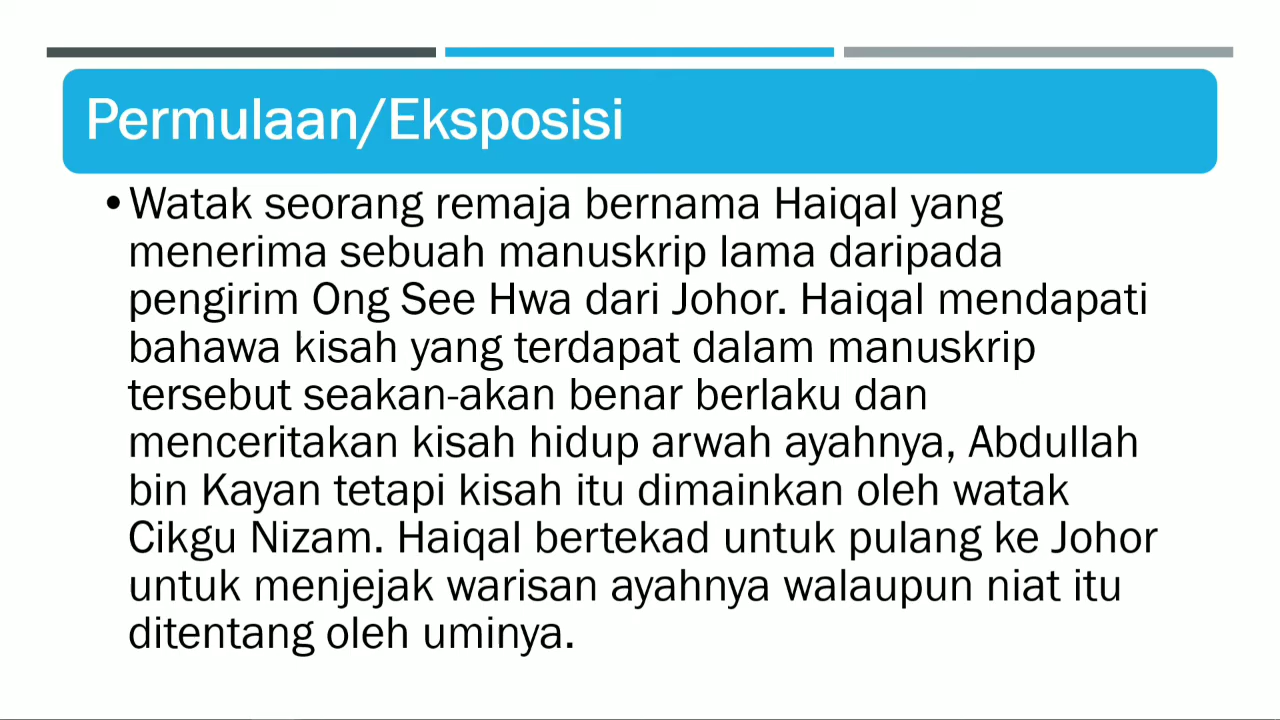 Permulaan/Eksposisi
•Watak seorang remaja bernama Haiqal yang
menerima sebuah manuskrip lama daripada
pengirim Ong See Hwa dari Johor. Haiqal mendapati
bahawa kisah yang terdapat dalam manuskrip
tersebut seakan-akan benar berlaku dan
menceritakan kisah hidup arwah ayahnya, Abdullah
bin Kayan tetapi kisah itu dimainkan oleh watak
Cikgu Nizam. Haiqal bertekad untuk pulang ke Johor
untuk menjejak warisan ayahnya walaupun niat itu
ditentang oleh uminya.